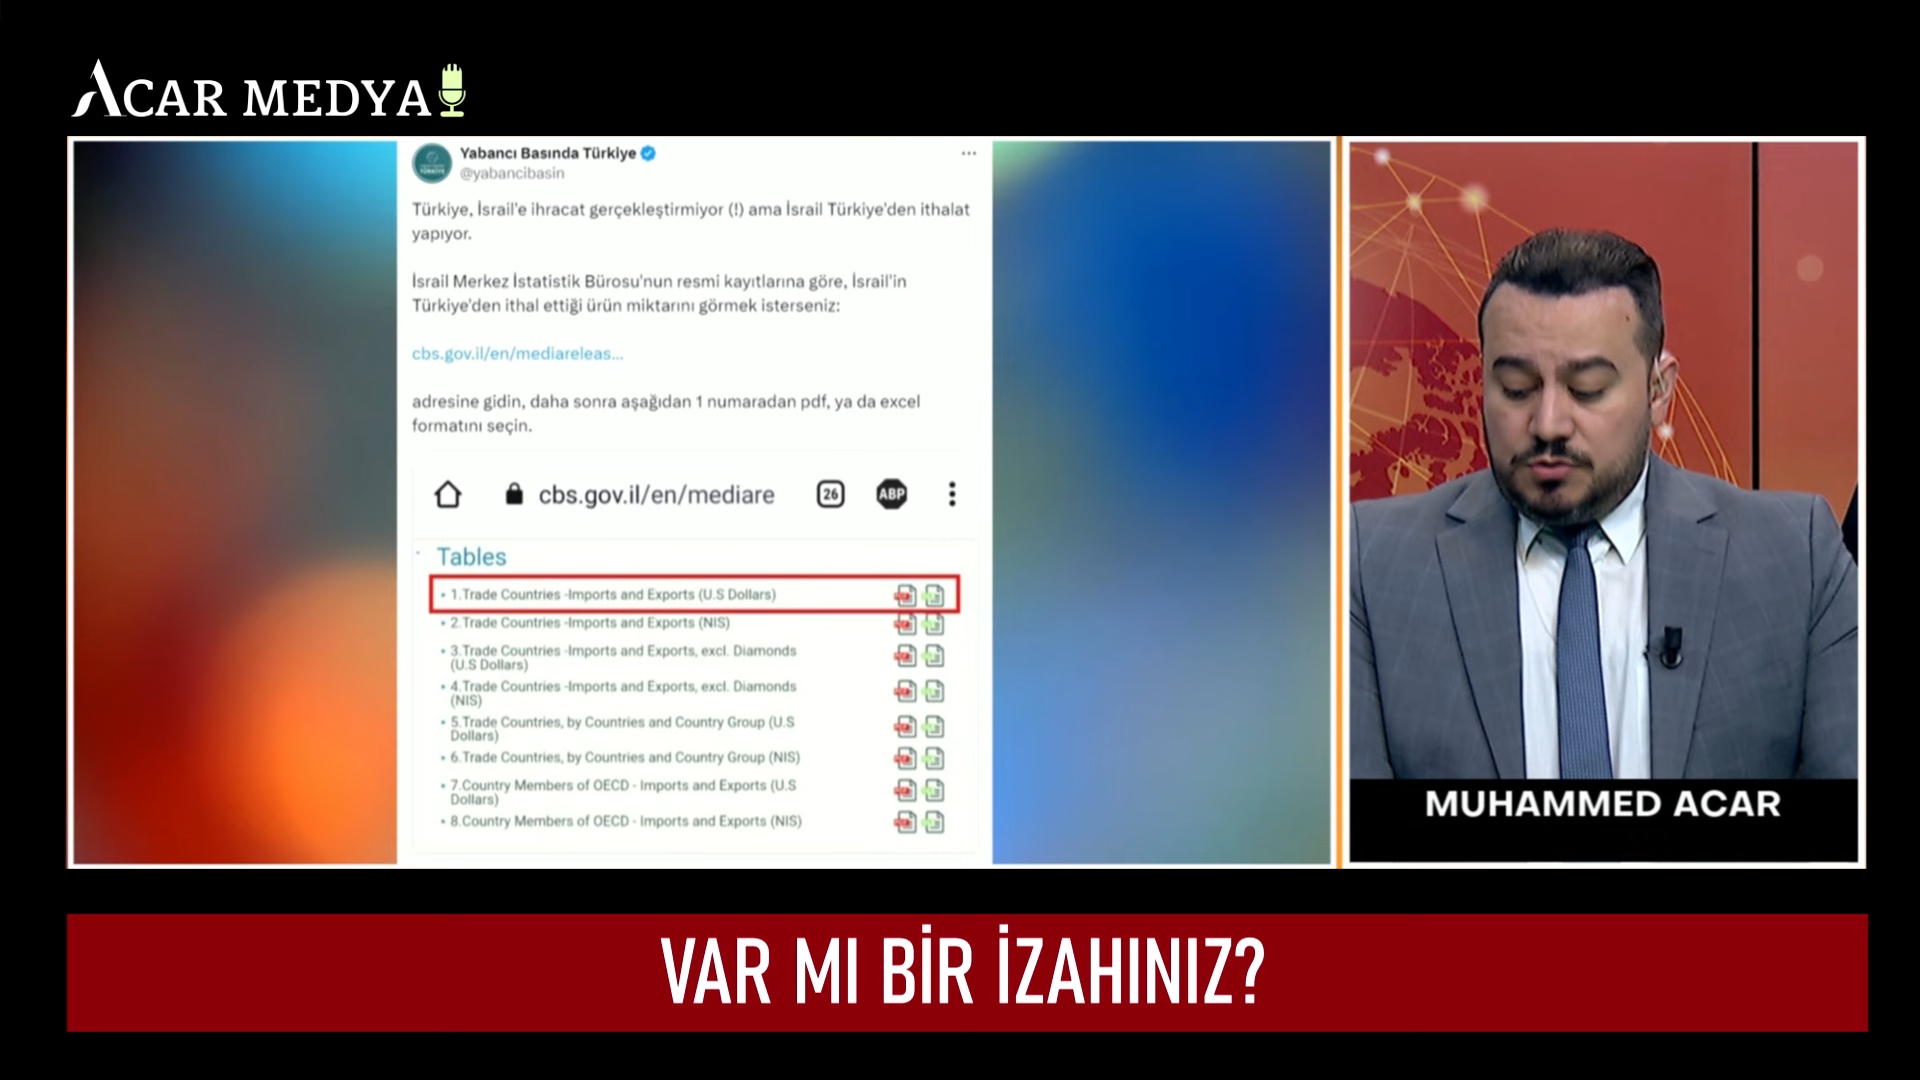 ACAR MEDYA
Yabancı Basında Türkiye
@yabancibasin
Türkiye, İsrail'e ihracat gerçekleştirmiyor (!) ama İsrail Türkiye'den ithalat
yapıyor.
İsrail Merkez İstatistik Bürosu'nun resmi kayıtlarına göre, İsrail'in
Türkiye'den ithal ettiği ürün miktarını görmek isterseniz:
cbs.gov.il/en/mediareleas...
adresine gidin, daha sonra aşağıdan 1 numaradan pdf, ya da excel
formatını seçin.
cbs.gov.il/en/mediare 26 ABP
Tables
• 1.Trade Countries -Imports and Exports (U.S Dollars)
• 2.Trade Countries -Imports and Exports (NIS)
• 3.Trade Countries -Imports and Exports, excl. Diamonds
(U.S Dollars)
• 4.Trade Countries -Imports and Exports, excl. Diamonds
(NIS)
• 5.Trade Countries, by Countries and Country Group (U.S
Dollars)
• 6.Trade Countries, by Countries and Country Group (NIS)
• 7.Country Members of OECD - Imports and Exports (U.S
Dollars)
• 8.Country Members of OECD - Imports and Exports (NIS)
MUHAMMED ACAR
VAR MI BİR İZAHINIZ?